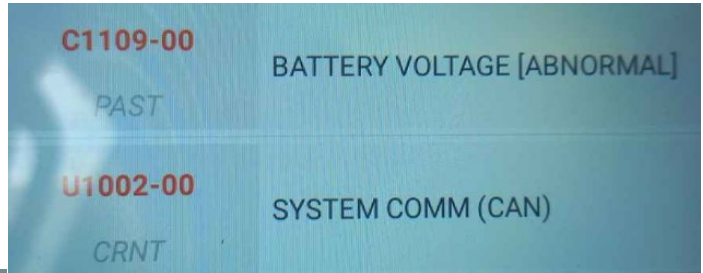 C1109-00
BATTERY VOLTAGE [ABNORMAL]
PAST
U1002-00
SYSTEM COMM (CAN)
CRNT